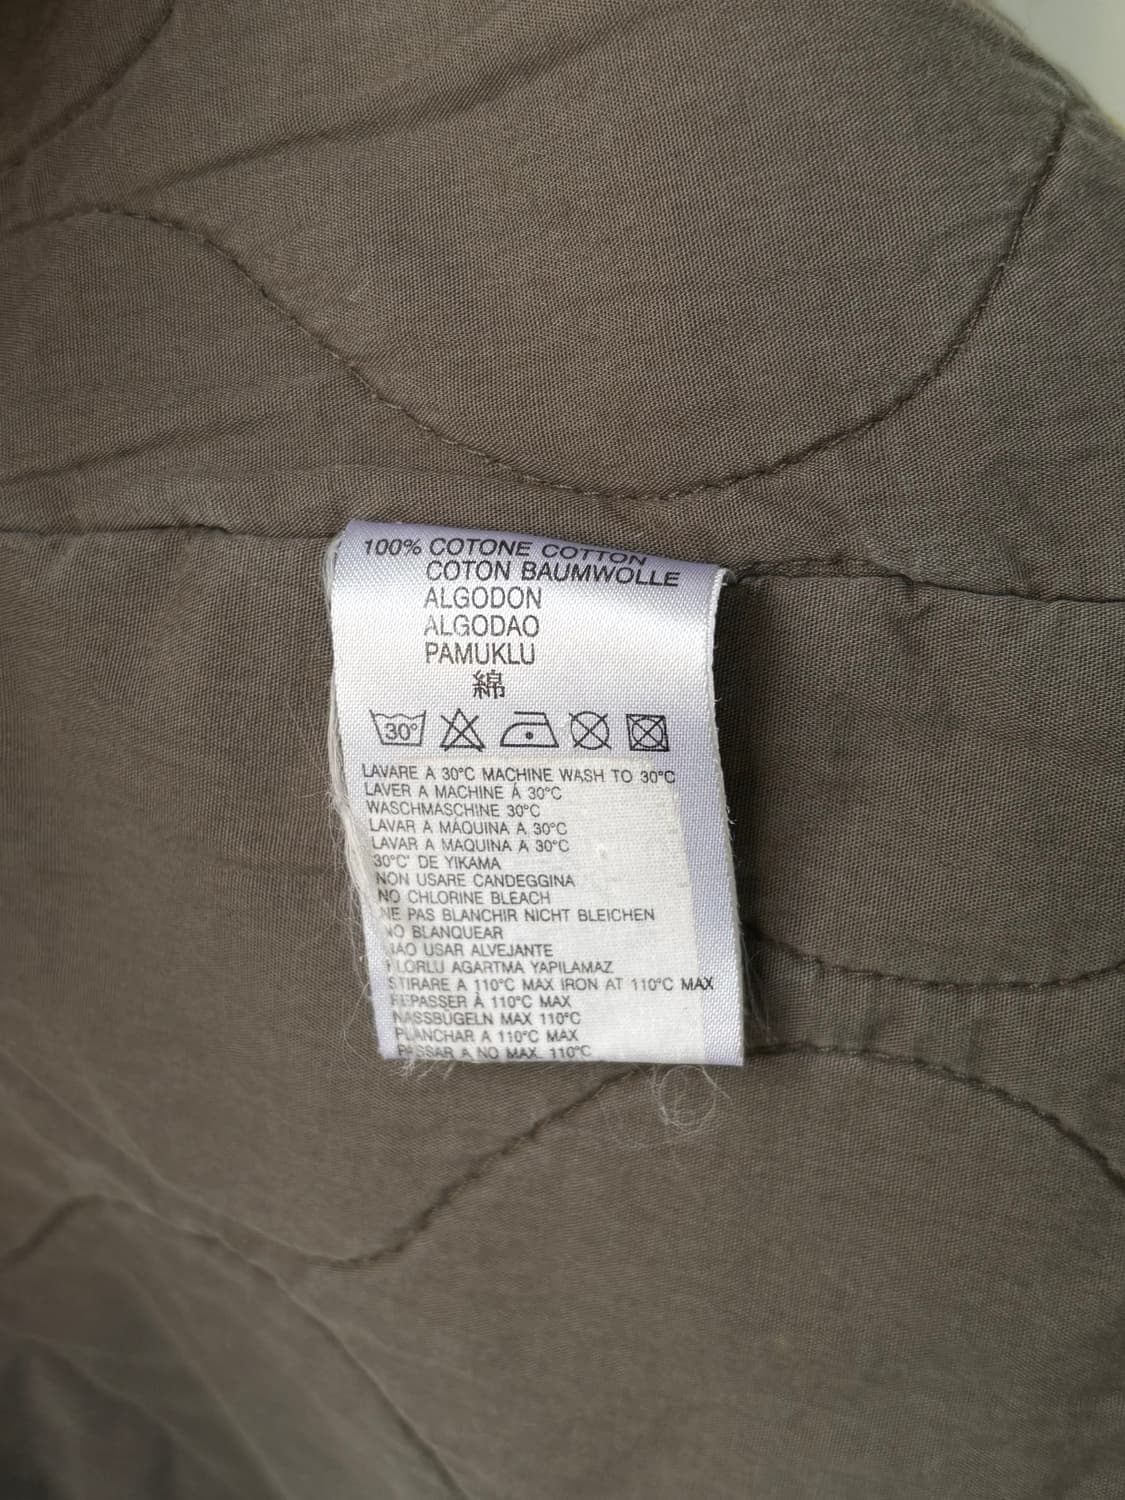 100% COTONE COTTON
COTON BAUMWOLLE
ALGODON
ALGODAO
PAMUKLU
綿
30°
LAVARE A 30°C MACHINE WASH TO 30°C
LAVER A MACHINE Á 30°C
WASCHMASCHINE 30°C
LAVAR A MÁQUINA A 30°C
LAVAR A MAQUINA A 30°C
30°C' DE YIKAMA
NON USARE CANDEGGINA
NO CHLORINE BLEACH
NE PAS BLANCHIR NICHT BLEICHEN
NO BLANQUEAR
NAO USAR ALVEJANTE
KLORLU AGARTMA YAPILAMAZ
STIRARE A 110°C MAX IRON AT 110°C MAX
REPASSER À 110°C MAX
NASSBÜGELN MAX 110°C
PLANCHAR A 110°C MAX
PASSAR A NO MAX. 110°C